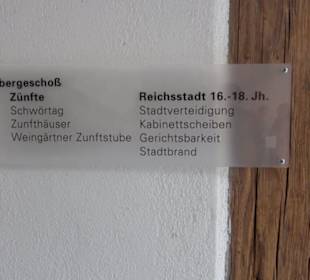 bergeschoß
Zünfte
Schwörtag
Zunfthäuser
Weingärtner Zunftstube
Reichsstadt 16.-18. Jh.
Stadtverteidigung
Kabinettscheiben
Gerichtsbarkeit
Stadtbrand